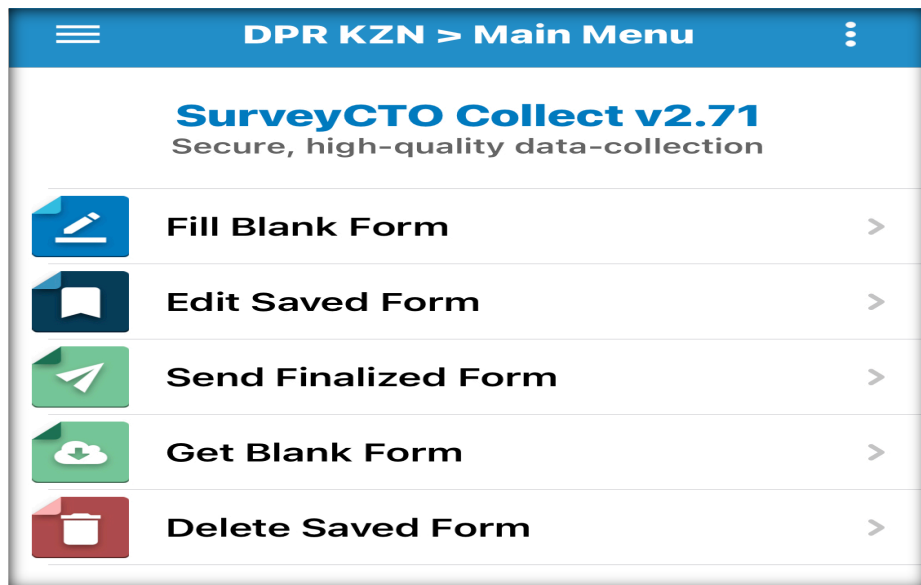 DPR KZN > Main Menu
SurveyCTO Collect v2.71
Secure, high-quality data-collection
Fill Blank Form
Edit Saved Form
Send Finalized Form
Get Blank Form
Delete Saved Form